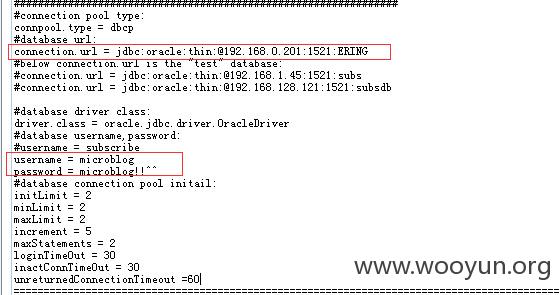 ################################################
#connection pool type:
connpool.type = dbcp
#database url:
connection.url = jdbc:oracle:thin:@192.168.0.201:1521:ERING
#below connection.url is the "test" database:
#connection.url = jdbc:oracle:thin:@192.168.1.45:1521:subs
#connection.url = jdbc:oracle:thin:@192.168.128.121:1521:subsdb
#database driver class:
driver.class = oracle.jdbc.driver.OracleDriver
#database username,password:
#username = subscribe
username = microblog
password = microblog!!^^
#database connection pool initail:
initLimit = 2
minLimit = 2
maxLimit = 2
increment = 5
maxStatements = 2
loginTimeOut = 30
inactConnTimeOut = 30
unreturnedConnectionTimeout =60
www.wooyun.org